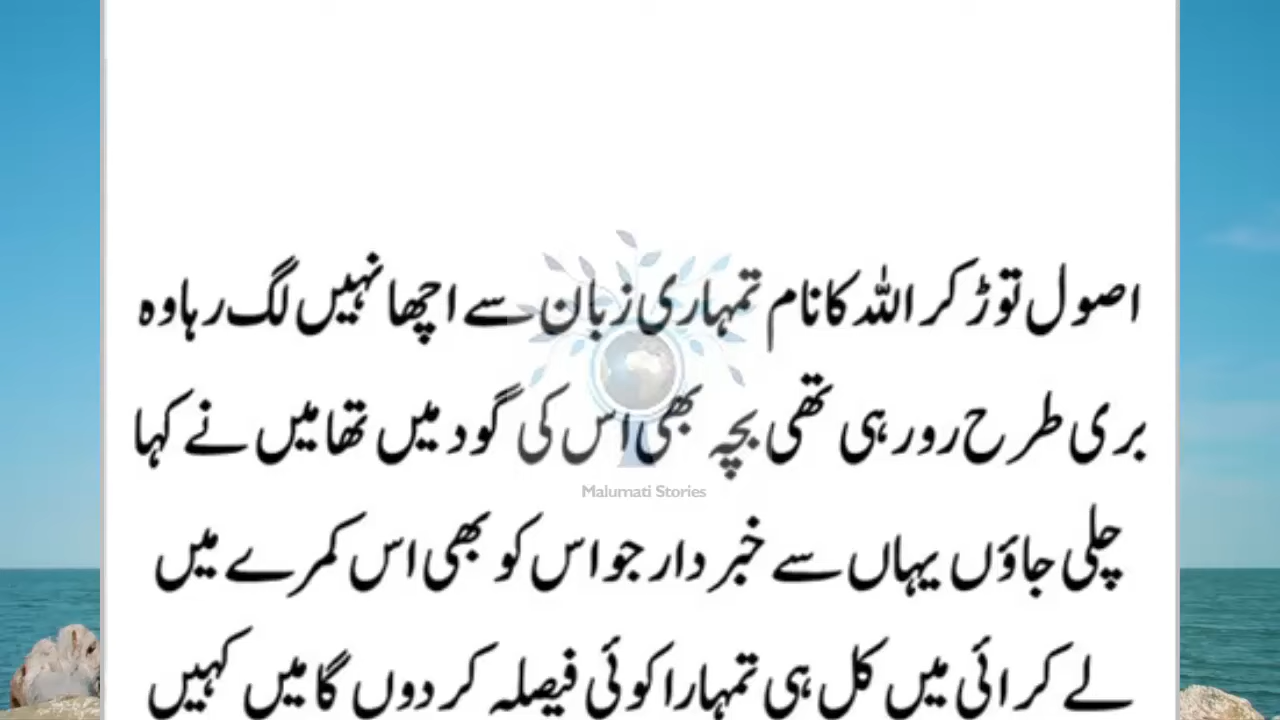 اصول توڑ کر اللہ کا نام تمہاری زبان سے اچھا نہیں لگ رہا وہ
بری طرح رو رہی تھی بچہ بھی اس کی گود میں تھا میں نے کہا
Malumati Stories
چلی جاؤں یہاں سے خبر دار جو اس کو بھی اس کمرے میں
لے کر ائی میں کل ہی تمہارا کوئی فیصلہ کر دوں گا میں کہیں